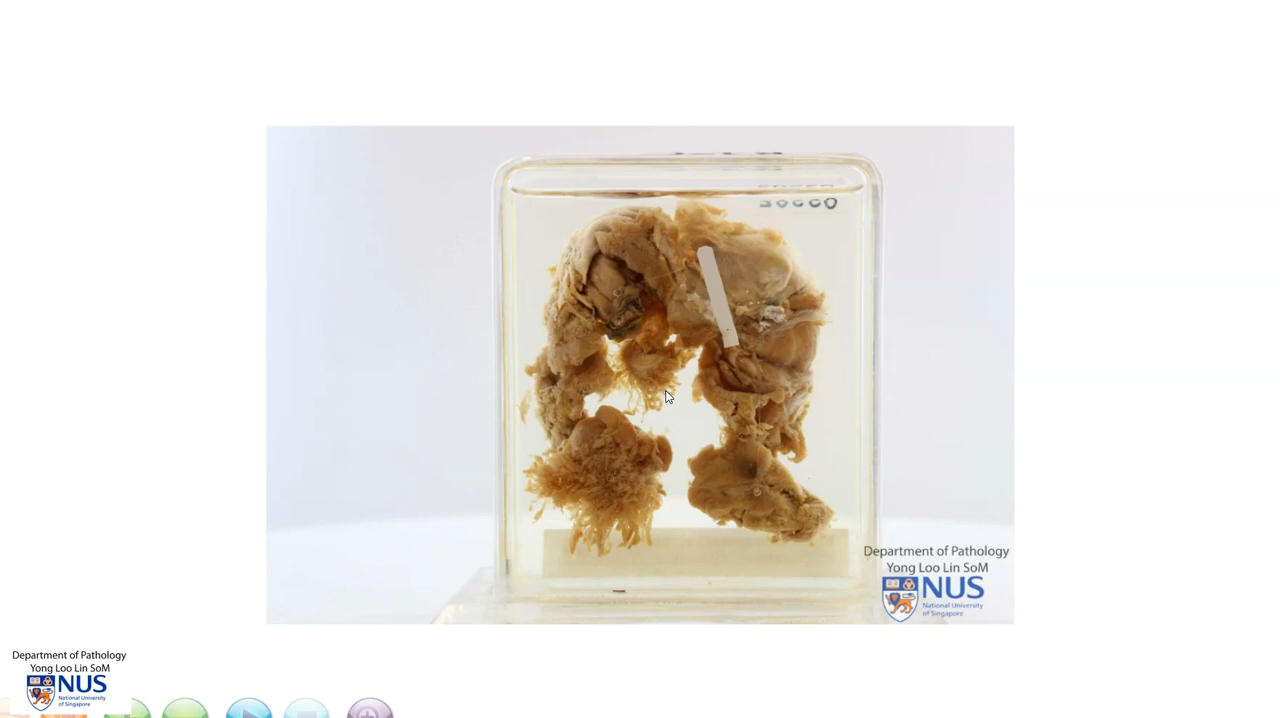 Department of Pathology
Yong Loo Lin SoM
NUS
National University
of Singapore
Department of Pathology
Yong Loo Lin SoM
NUS
National University
of Singapore